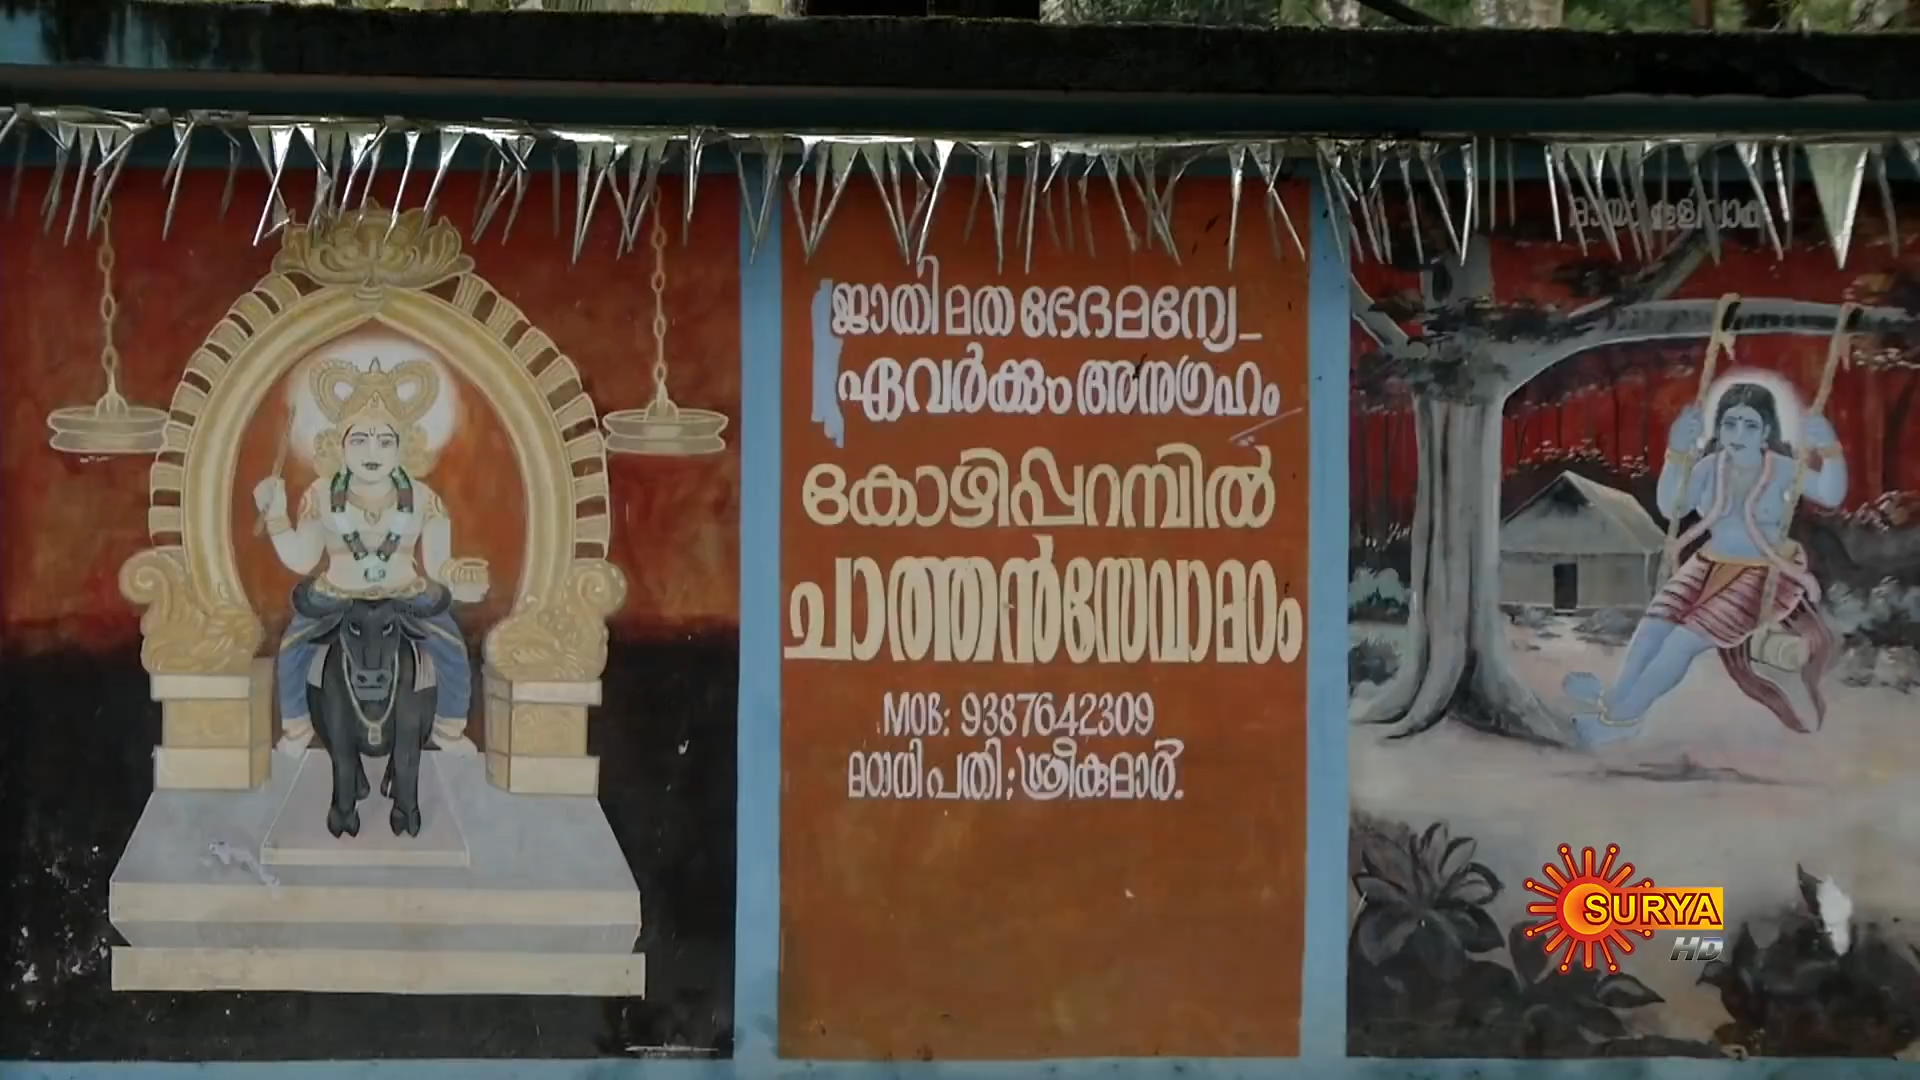 ജാതി മത ഭേദമന്യേ
ഏവർക്കും അനുഗ്രഹം
കോഴിപ്പറമ്പിൽ
ചാത്തൻസേവാമഠം
MOB: 9387642309
മഠാധിപതി: ശ്രീകുമാർ.
SURYA
HD